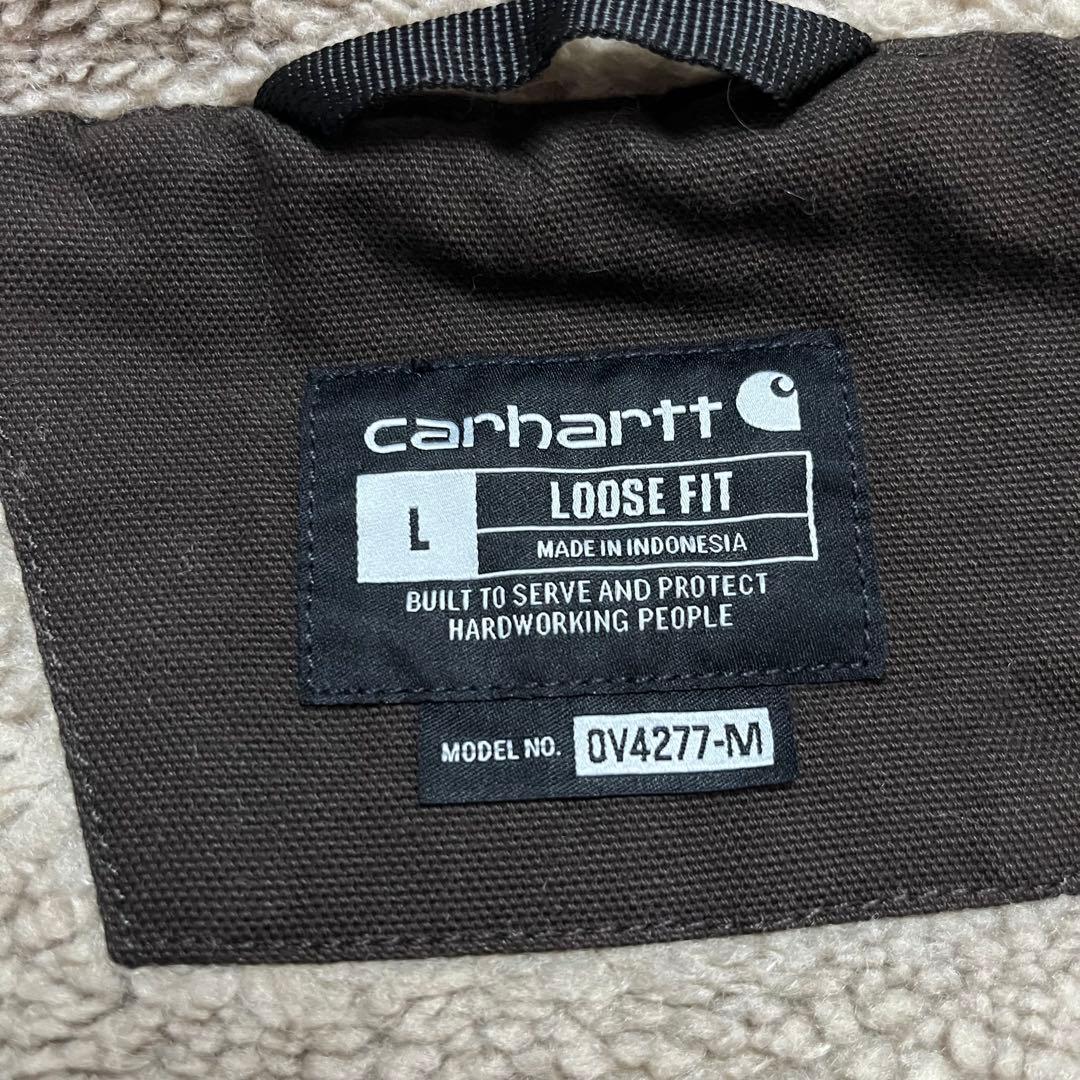 carhartt
L
LOOSE FIT
MADE IN INDONESIA
BUILT TO SERVE AND PROTECT
HARDWORKING PEOPLE
MODEL NO. OV4277-M